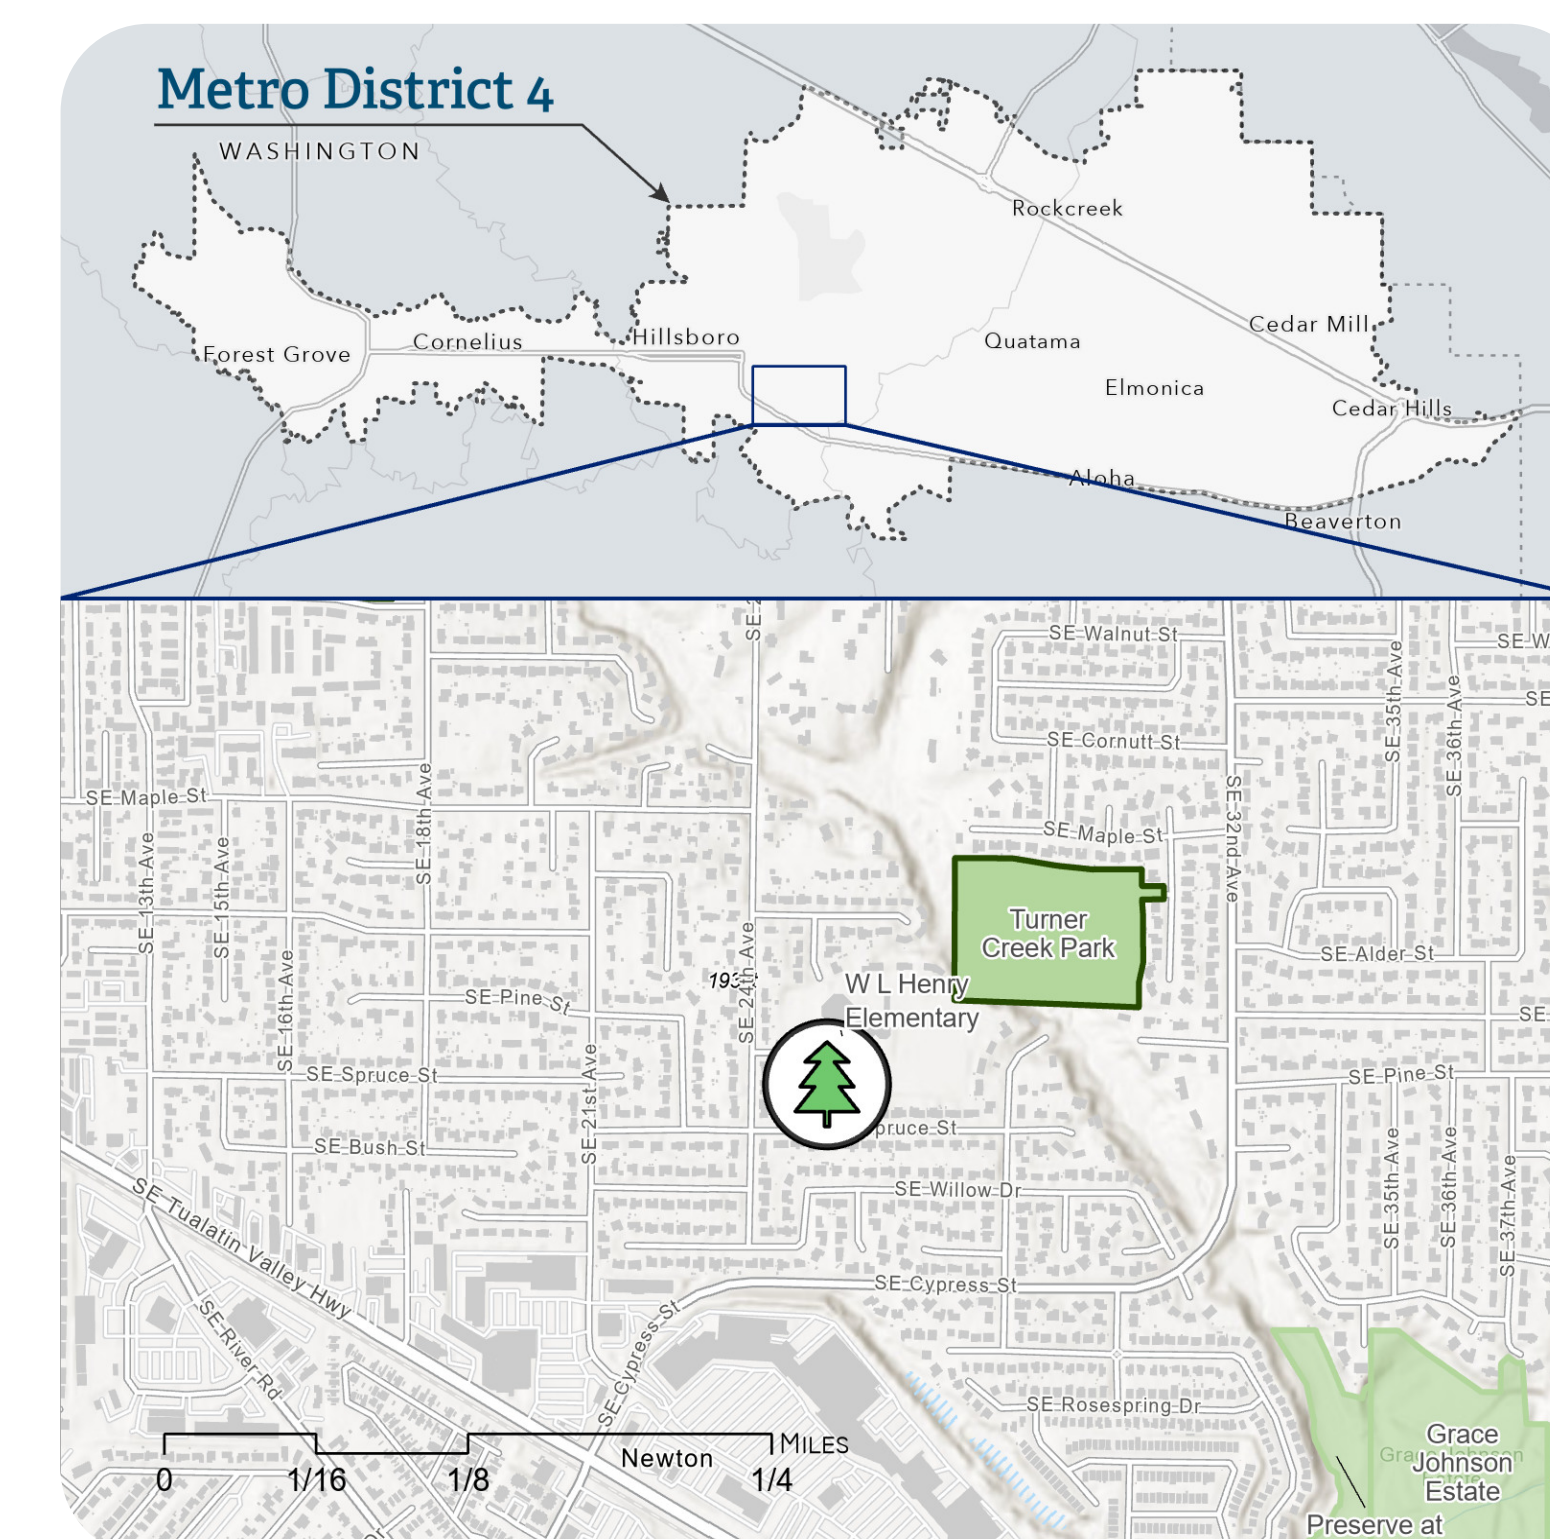 Metro District 4
WASHINGTON
Rockcreek
Cedar Mill
Hillsboro
Cornelius
Quatama
Forest Grove
Elmonica
Cedar Hills
Aloha
Beaverton
SE Walnut St
SE 35th Ave
SE 36th Ave
SE Cornutt St
SE Maple St
SE 18th Ave
SE 32nd Ave
SE Maple St
SE 13th Ave
SE 15th Ave
Turner
Creek Park
SE Alder St
SE 24th Ave
SE 16th Ave
W L Henry
Elementary
SE Pine St
SE Spruce St
SE 21st Ave
SE Pine St
pruce St
SE Bush St
SE Willow Dr
SE 35th Ave
SE 36th Ave
SE 37th Ave
SE Tualatin Valley Hwy
SE Cypress St
SE River Rd
SE Cypress St
SE Rosespring Dr
Newton
MILES
0 1/16 1/8 1/4
Grace
Johnson
Estate
Preserve at